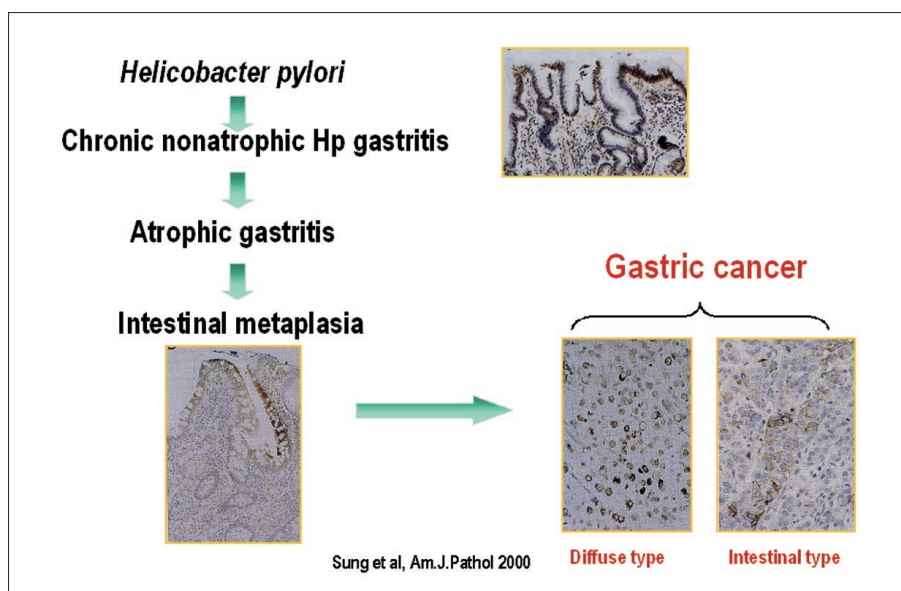 Helicobacter pylori
Chronic nonatrophic Hp gastritis
Atrophic gastritis
Intestinal metaplasia
Gastric cancer
Diffuse type
Intestinal type
Sung et al, Am.J.Pathol 2000